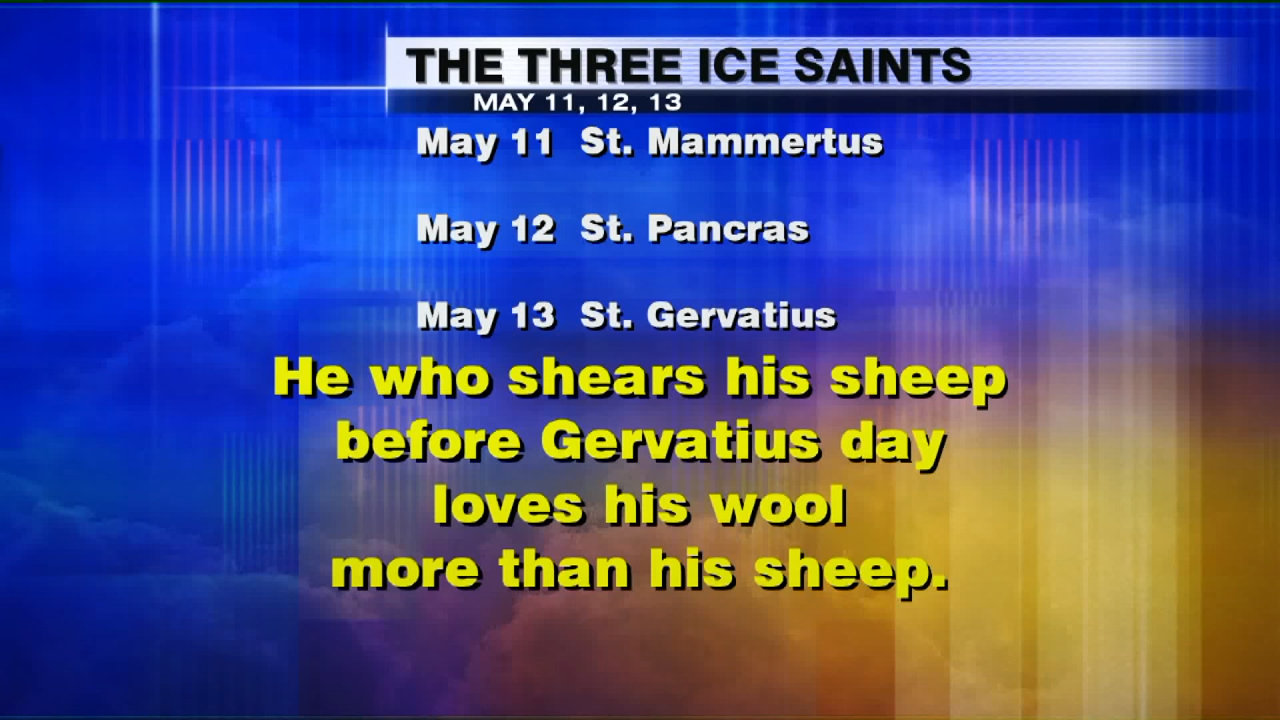 THE THREE ICE SAINTS
MAY 11, 12, 13
May 11 St. Mammertus
May 12 St. Pancras
May 13 St. Gervatius
He who shears his sheep
before Gervatius day
loves his wool
more than his sheep.